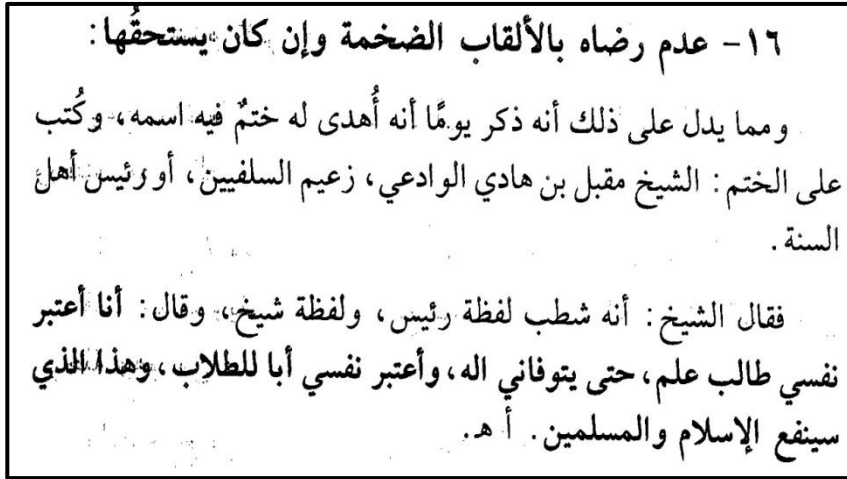 ١٦- عدم رضاه بالألقاب الضخمة وإن كان يستحقُها:
ومما يدل على ذلك أنه ذكر يومًا أنه أُهدى له ختمٌ فيه اسمه، وكُتب
على الختم: الشيخ مقبل بن هادي الوادعي، زعيم السلفيين، أو رئيس أهل
السنة.
فقال الشيخ: أنه شطب لفظة رئيس، ولفظة شيخ، وقال: أنا أعتبر
نفسي طالب علم، حتى يتوفاني اله، وأعتبر نفسي أبا للطلاب، وهذا الذي
سينفع الإسلام والمسلمين. أ هـ.